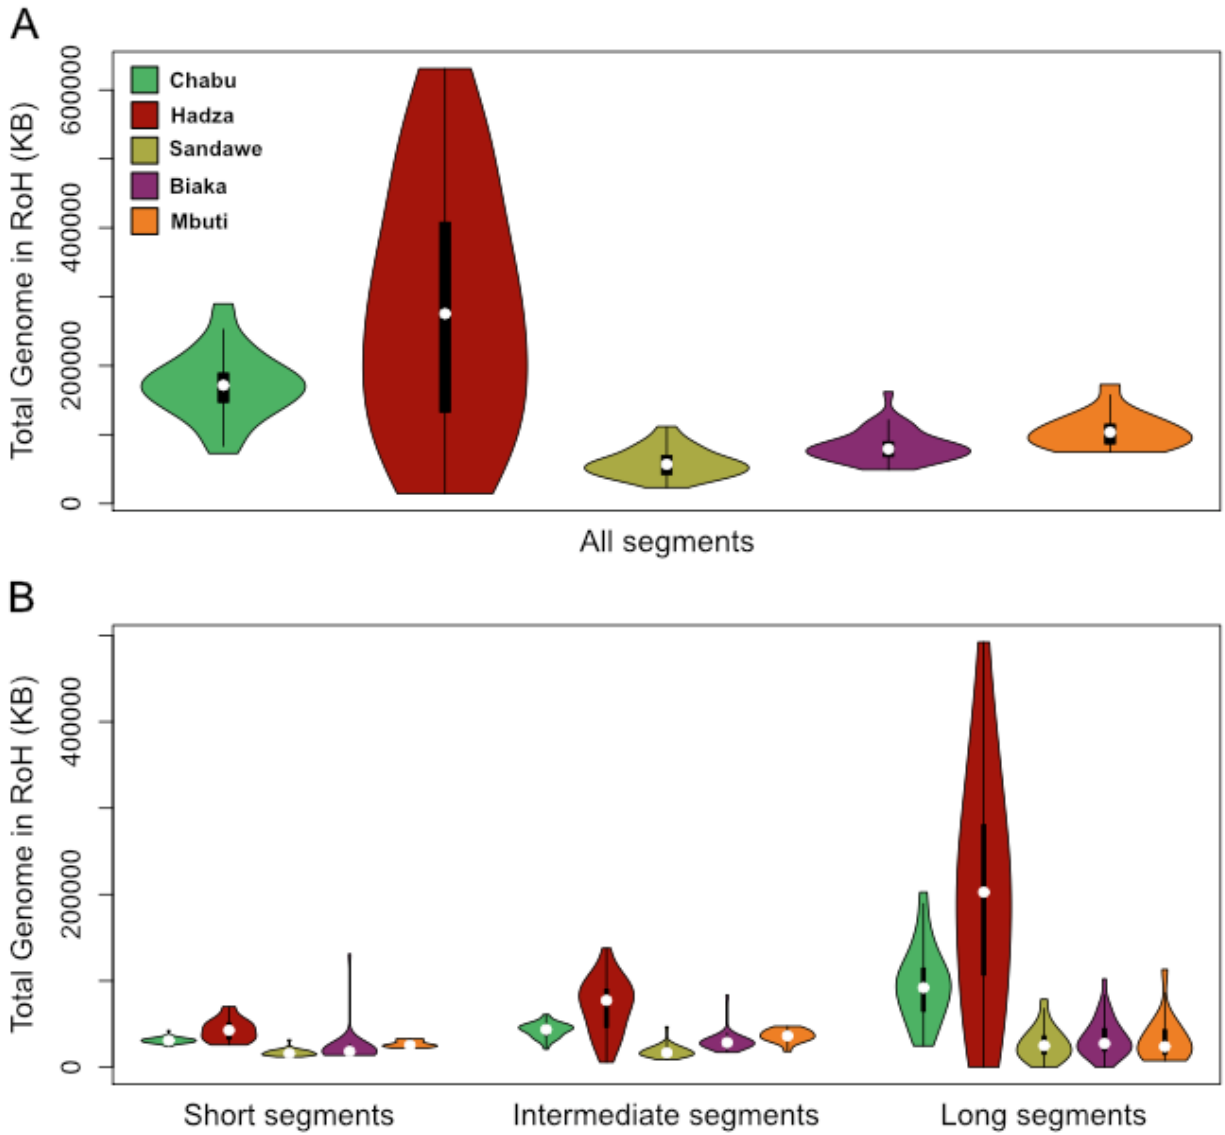 A
Total Genome in RoH (KB)
600000
400000
200000
0
Chabu
Hadza
Sandawe
Biaka
Mbuti
All segments
B
Total Genome in RoH (KB)
400000
200000
0
Short segments
Intermediate segments
Long segments